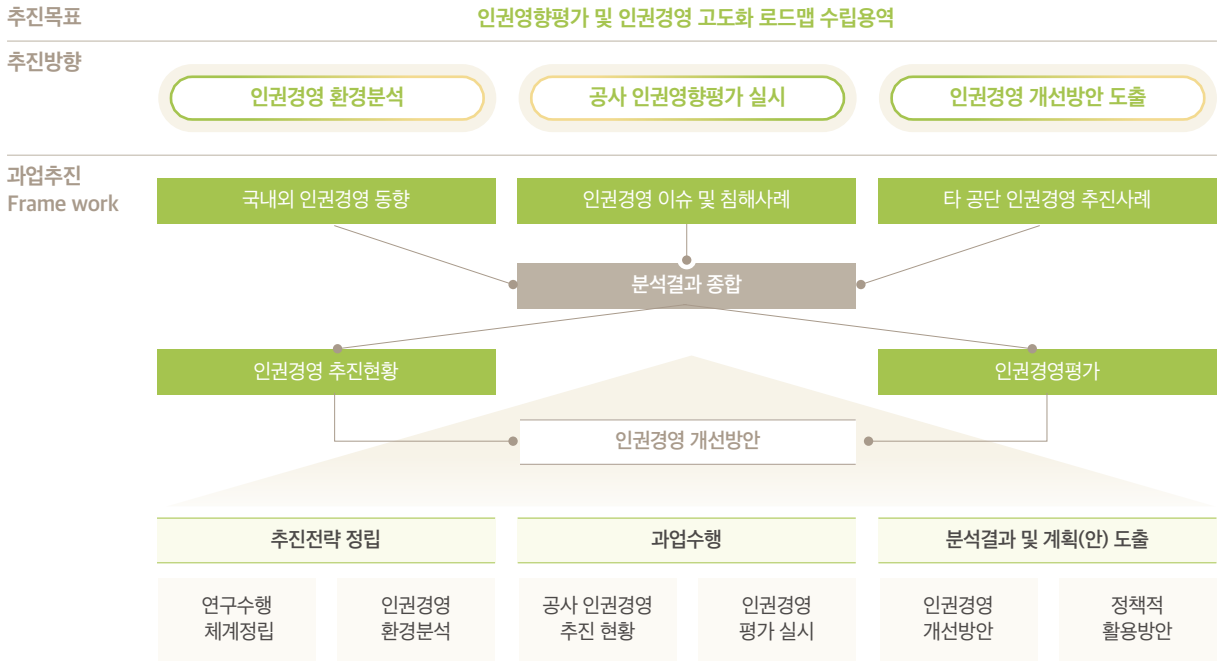 추진목표
인권영향평가 및 인권경영 고도화 로드맵 수립용역
추진방향
인권경영 환경분석
공사 인권영향평가 실시
인권경영 개선방안 도출
과업추진
Frame work
국내외 인권경영 동향
인권경영 이슈 및 침해사례
타 공단 인권경영 추진사례
분석결과 종합
인권경영 추진현황
인권경영평가
인권경영 개선방안
추진전략 정립
과업수행
분석결과 및 계획(안) 도출
연구수행
체계정립
인권경영
환경분석
공사 인권경영
추진 현황
인권경영
평가 실시
인권경영
개선방안
정책적
활용방안